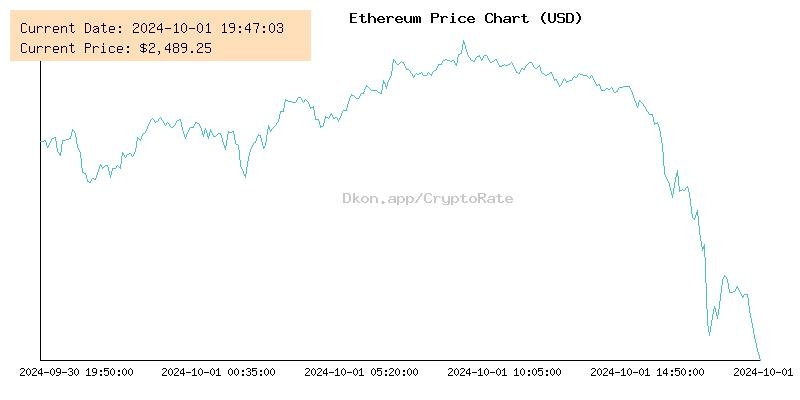 Ethereum Price Chart (USD)
Current Date: 2024-10-01 19:47:03
Current Price: $2,489.25
Dkon.app/CryptoRate
2024-09-30 19:50:00 2024-10-01 00:35:00 2024-10-01 05:20:00 2024-10-01 10:05:00 2024-10-01 14:50:00 2024-10-01